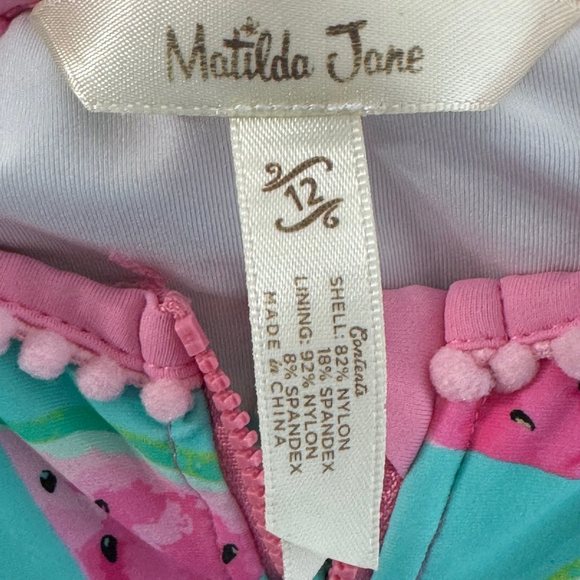 Matilda Jane
12
Contents
SHELL: 82% NYLON
18% SPANDEX
LINING: 92% NYLON
8% SPANDEX
MADE in CHINA